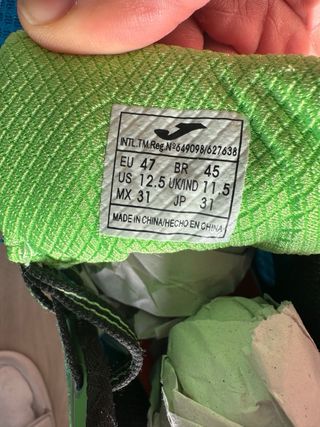 INTL.TM.Reg.Nº649098/627638
EU 47 BR 45
US 12.5 UK/IND 11.5
MX 31 JP 31
MADE IN CHINA/HECHO EN CHINA